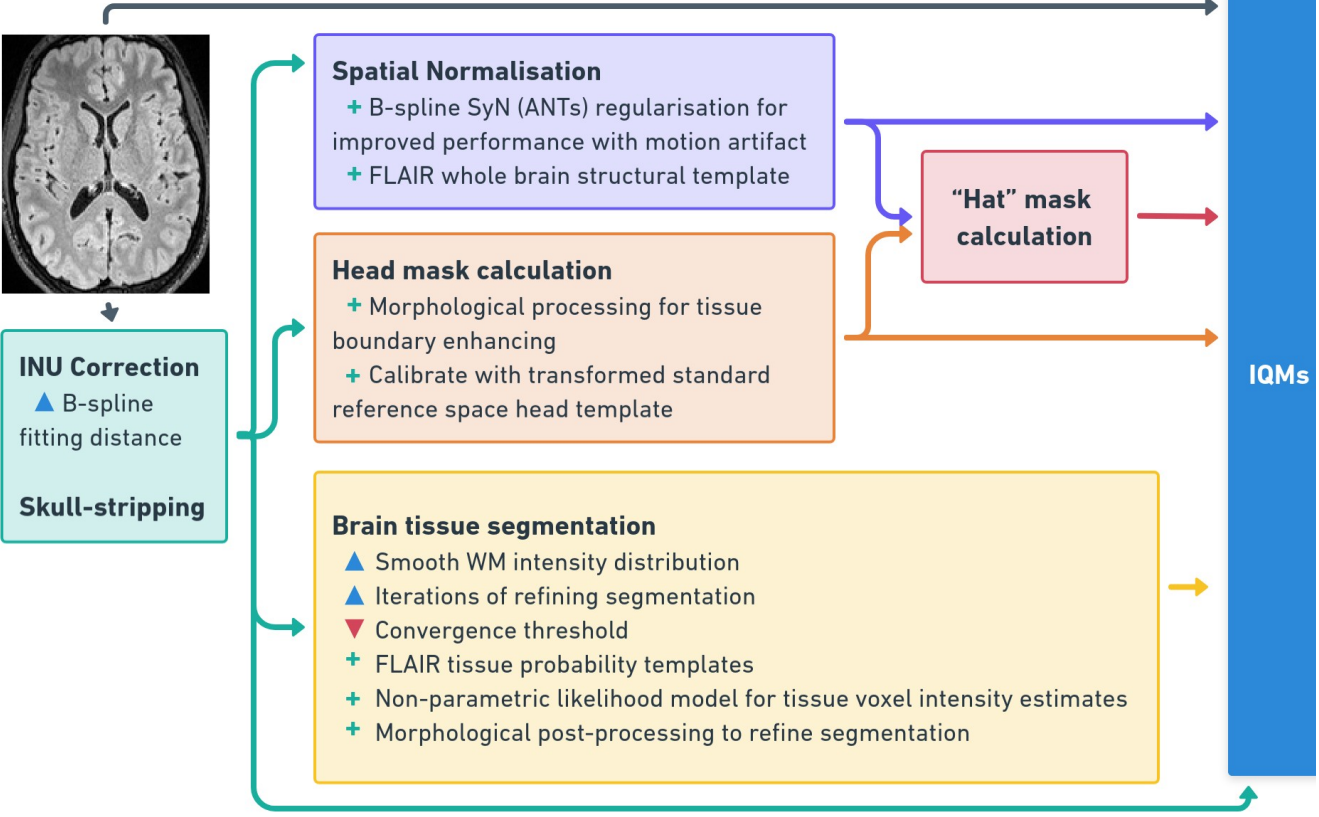 Spatial Normalisation
+ B-spline SyN (ANTs) regularisation for
improved performance with motion artifact
+ FLAIR whole brain structural template
"Hat" mask
calculation
Head mask calculation
+ Morphological processing for tissue
boundary enhancing
+ Calibrate with transformed standard
reference space head template
INU Correction
▲ B-spline
fitting distance
Skull-stripping
IQMs
Brain tissue segmentation
▲ Smooth WM intensity distribution
▲ Iterations of refining segmentation
▼ Convergence threshold
+ FLAIR tissue probability templates
+ Non-parametric likelihood model for tissue voxel intensity estimates
+ Morphological post-processing to refine segmentation